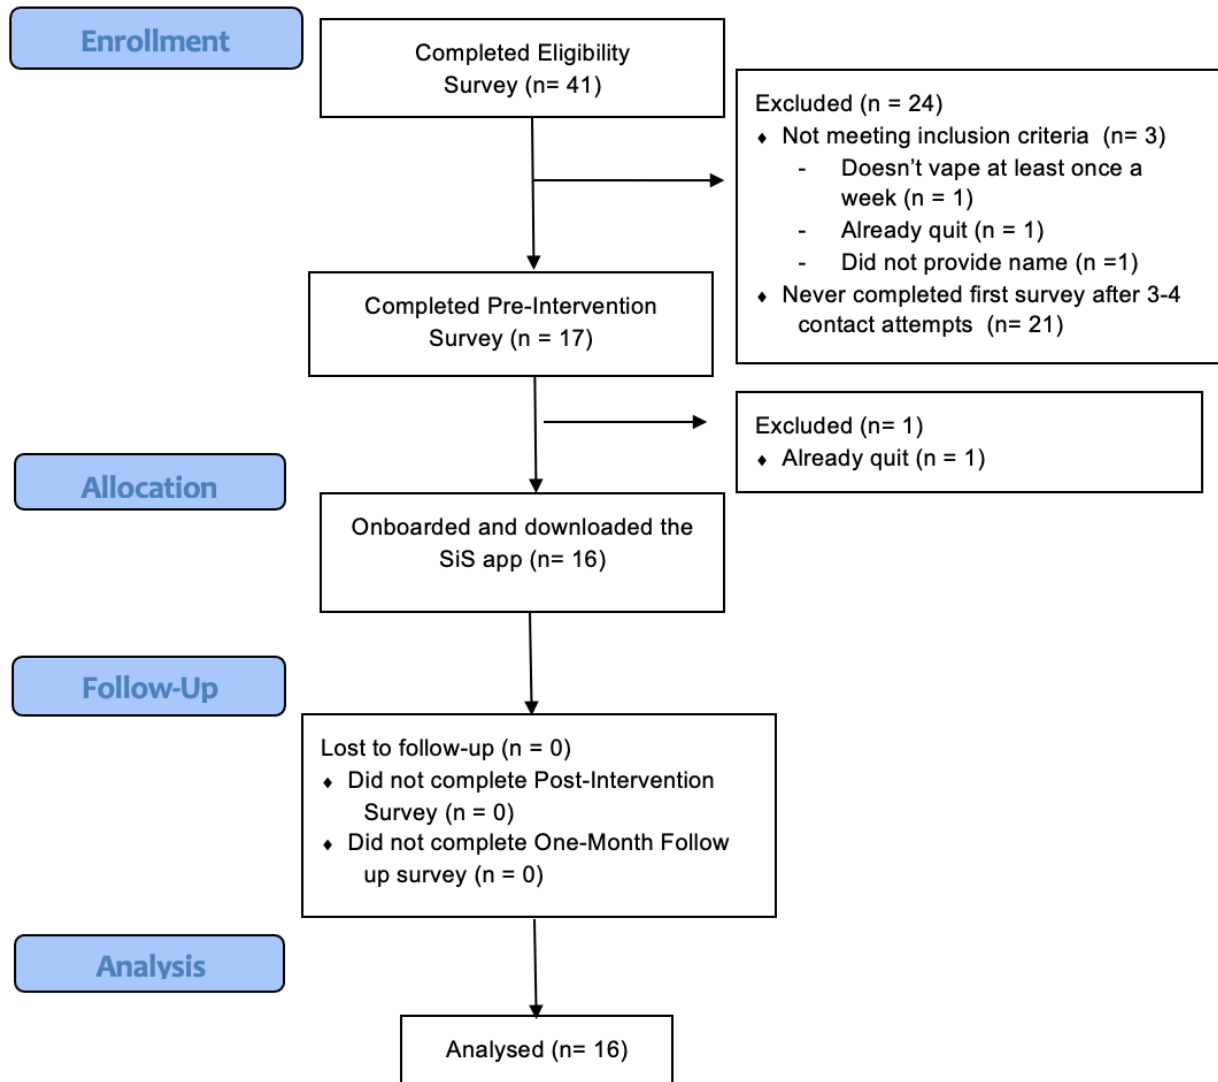 Enrollment
Completed Eligibility
Survey (n= 41)
Excluded (n = 24)
⬧ Not meeting inclusion criteria (n= 3)
- Doesn’t vape at least once a
week (n = 1)
- Already quit (n = 1)
- Did not provide name (n =1)
⬧ Never completed first survey after 3-4
contact attempts (n= 21)
Completed Pre-Intervention
Survey (n = 17)
Excluded (n= 1)
⬧ Already quit (n = 1)
Allocation
Onboarded and downloaded the
SiS app (n= 16)
Follow-Up
Lost to follow-up (n = 0)
⬧ Did not complete Post-Intervention
Survey (n = 0)
⬧ Did not complete One-Month Follow
up survey (n = 0)
Analysis
Analysed (n= 16)